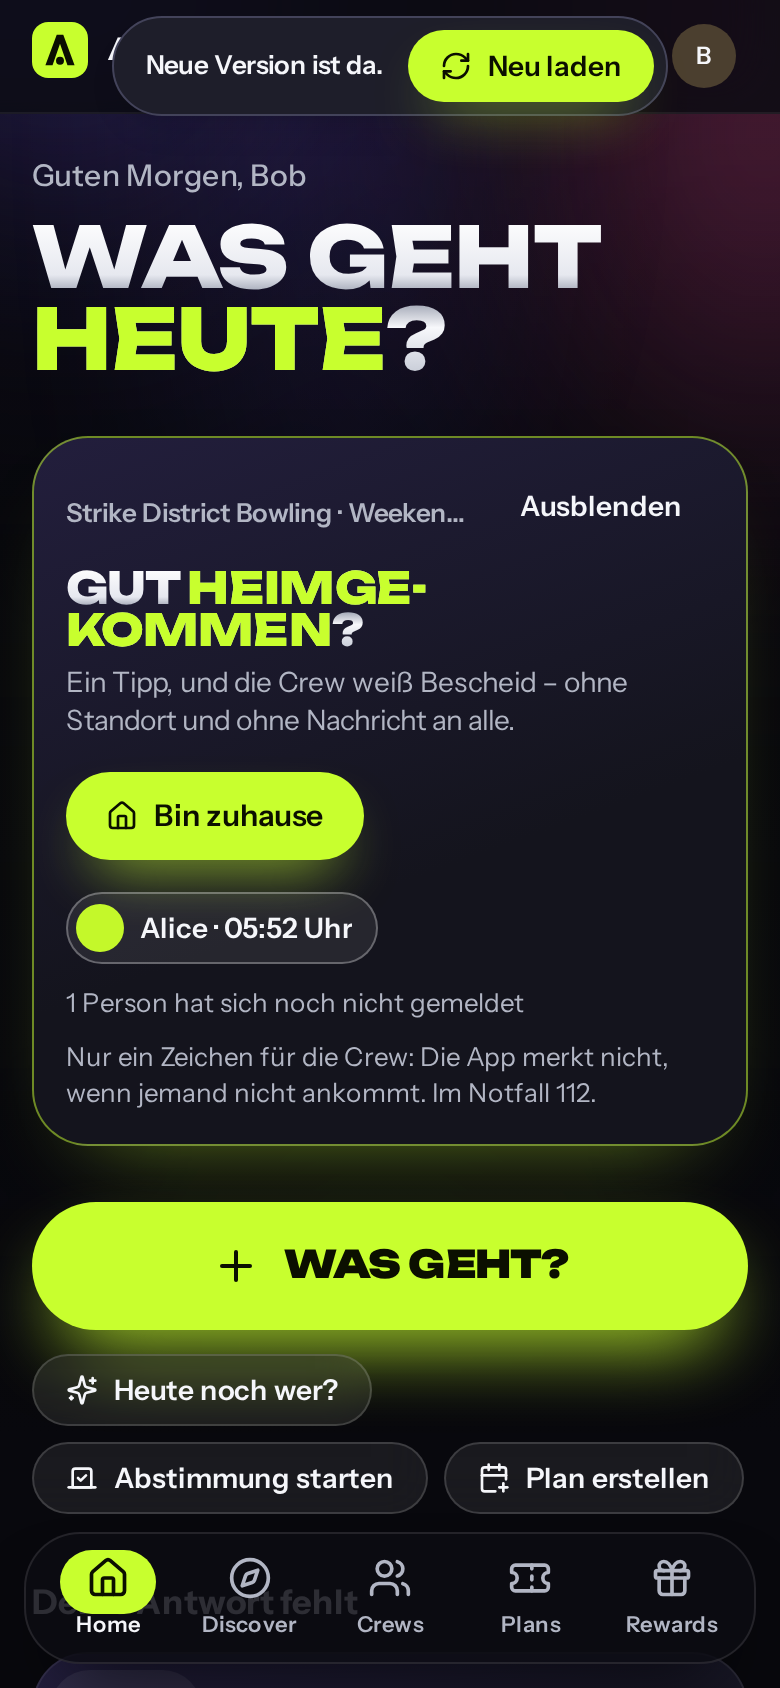 Neue Version ist da.
Neu laden
B
Guten Morgen, Bob
WAS GEHT
HEUTE?
Strike District Bowling · Weeken...
Ausblenden
GUT HEIMGE-
KOMMEN?
Ein Tipp, und die Crew weiß Bescheid – ohne
Standort und ohne Nachricht an alle.
Bin zuhause
Alice · 05:52 Uhr
1 Person hat sich noch nicht gemeldet
Nur ein Zeichen für die Crew: Die App merkt nicht,
wenn jemand nicht ankommt. Im Notfall 112.
WAS GEHT?
Heute noch wer?
Abstimmung starten
Plan erstellen
Antwort fehlt
Home
Discover
Crews
Plans
Rewards